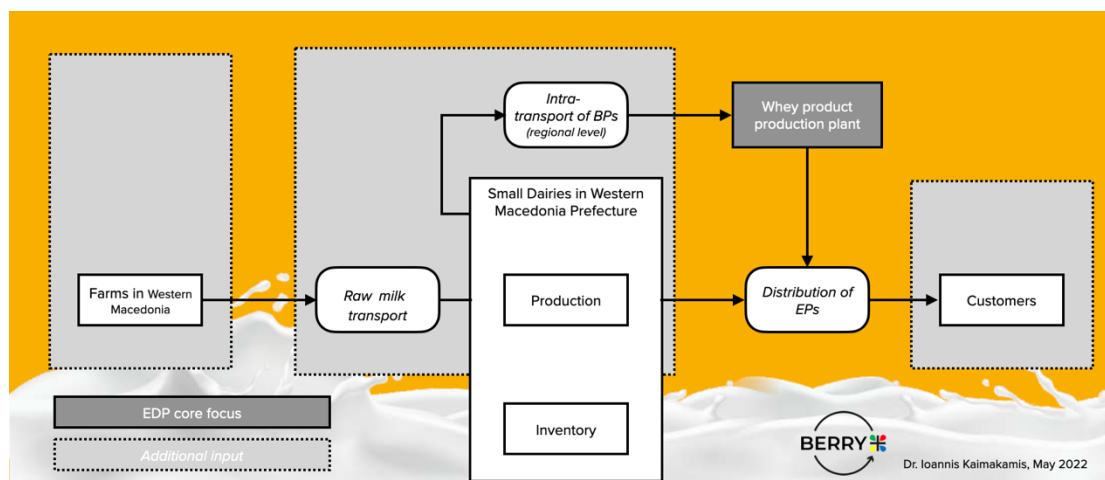 Intra-
transport of BPs
(regional level)
Whey product
production plant
Small Dairies in Western
Macedonia Prefecture
Farms in Western
Macedonia
Raw milk
transport
Production
Distribution of
EPs
Customers
EDP core focus
Additional input
Inventory
BERRY
Dr. Ioannis Kaimakamis, May 2022